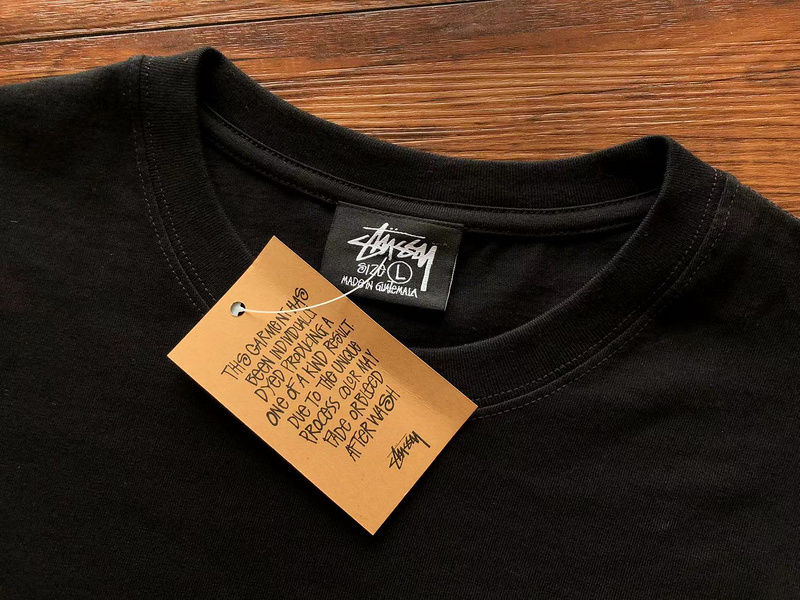 STÜSSY
SIZE L
MADE IN GUATEMALA
THIS GARMENT HAS
BEEN INDIVIDUALLY
DYED PRODUCING A
ONE OF A KIND RESULT.
DUE TO THE UNIQUE
PROCESS COLOR MAY
FADE OR BLEED
AFTER WASH
STÜSSY